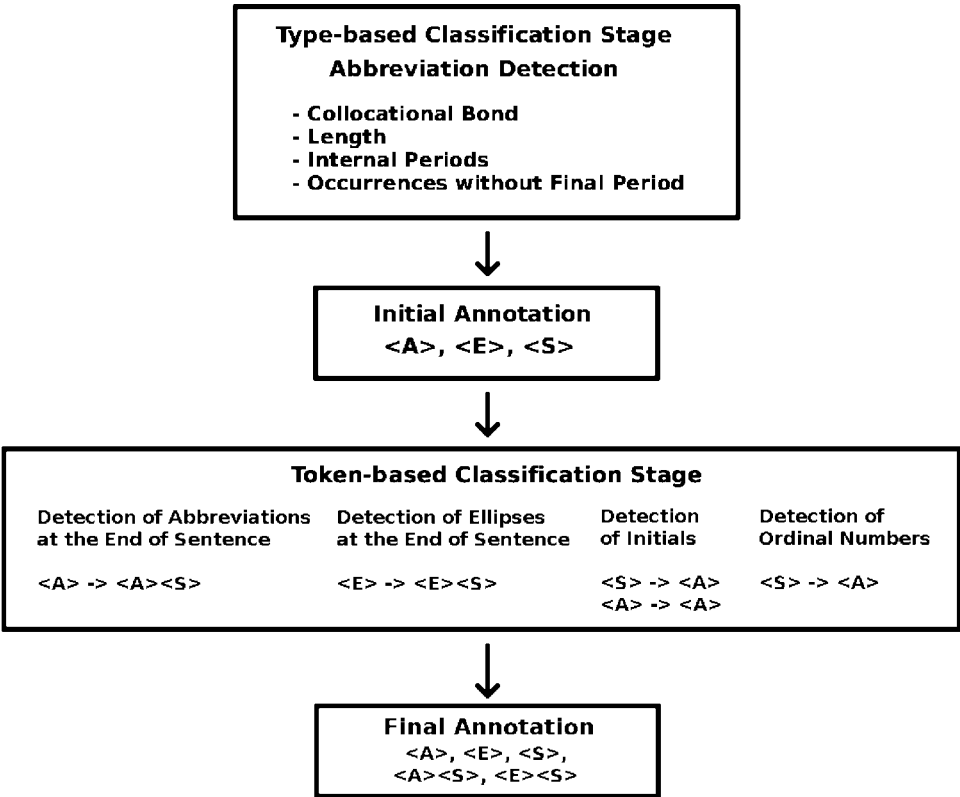 Type-based Classification Stage
Abbreviation Detection
- Collocational Bond
- Length
- Internal Periods
- Occurrences without Final Period
Initial Annotation
<A>, <E>, <S>
Token-based Classification Stage
Detection of Abbreviations
at the End of Sentence
<A> -> <A><S>
Detection of Ellipses
at the End of Sentence
<E> -> <E><S>
Detection
of Initials
<S> -> <A>
<A> -> <A>
Detection of
Ordinal Numbers
<S> -> <A>
Final Annotation
<A>, <E>, <S>,
<A><S>, <E><S>